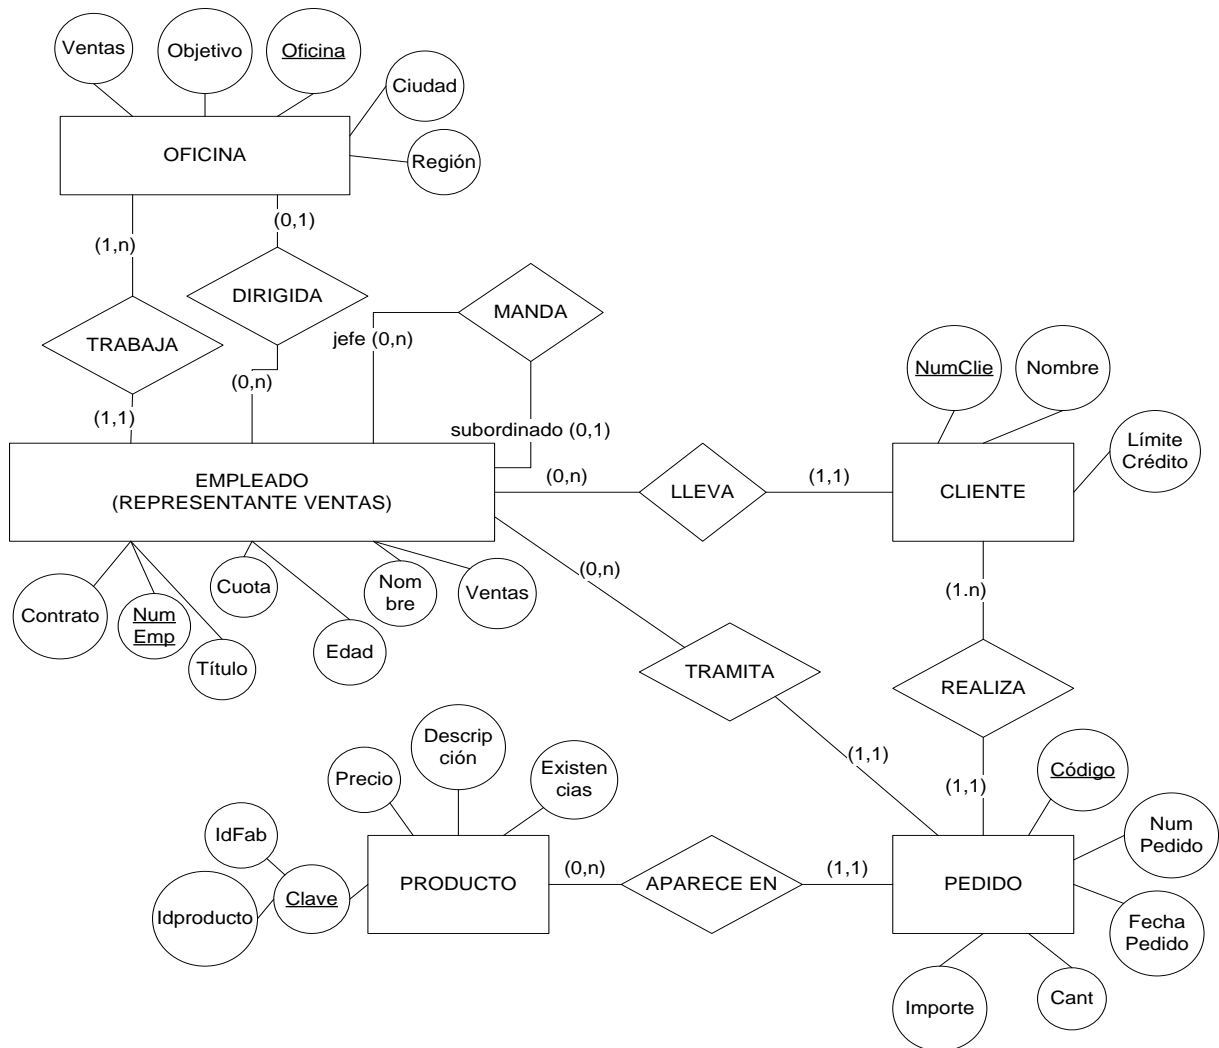 Ventas
Objetivo
Oficina
Ciudad
OFICINA
Región
(1,n)
(0,1)
DIRIGIDA
MANDA
TRABAJA
jefe (0,n)
(0,n)
(1,1)
subordinado (0,1)
NumClie
Nombre
Límite
Crédito
EMPLEADO
(REPRESENTANTE VENTAS)
(0,n)
LLEVA
(1,1)
CLIENTE
Contrato
Num
Emp
Título
Cuota
Edad
Nom
bre
Ventas
(0,n)
(1.n)
TRAMITA
REALIZA
(1,1)
(1,1)
Precio
Descrip
ción
Existen
cias
Código
IdFab
Idproducto
Clave
PRODUCTO
(0,n)
APARECE EN
(1,1)
PEDIDO
Num
Pedido
Fecha
Pedido
Importe
Cant